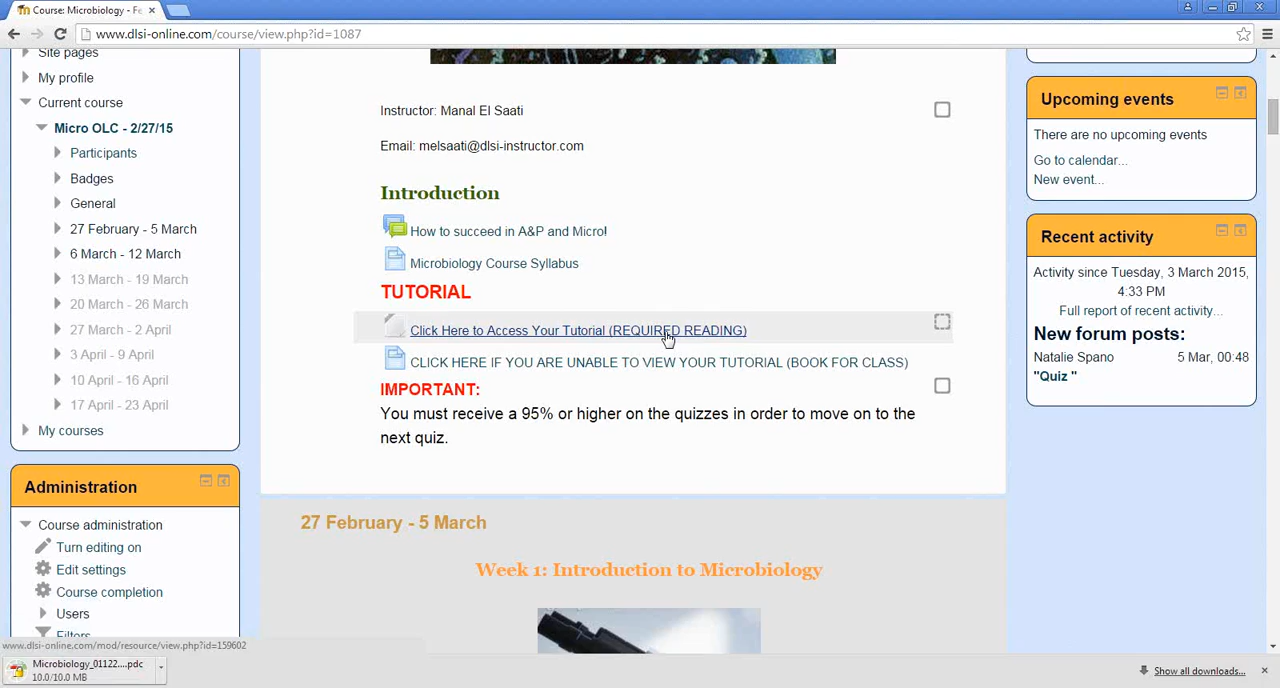 Course: Microbiology - Fe
www.dlsi-online.com/course/view.php?id=1087
Site pages
My profile
Current course
Micro OLC - 2/27/15
Participants
Badges
General
27 February - 5 March
6 March - 12 March
13 March - 19 March
20 March - 26 March
27 March - 2 April
3 April - 9 April
10 April - 16 April
17 April - 23 April
My courses
Administration
Course administration
Turn editing on
Edit settings
Course completion
Users
Filters
www.dlsi-online.com/mod/resource/view.php?id=159602
Instructor: Manal El Saati
Email: melsaati@dlsi-instructor.com
Introduction
How to succeed in A&P and Micro!
Microbiology Course Syllabus
TUTORIAL
Click Here to Access Your Tutorial (REQUIRED READING)
CLICK HERE IF YOU ARE UNABLE TO VIEW YOUR TUTORIAL (BOOK FOR CLASS)
IMPORTANT:
You must receive a 95% or higher on the quizzes in order to move on to the
next quiz.
27 February - 5 March
Week 1: Introduction to Microbiology
Upcoming events
There are no upcoming events
Go to calendar...
New event...
Recent activity
Activity since Tuesday, 3 March 2015,
4:33 PM
Full report of recent activity...
New forum posts:
Natalie Spano 5 Mar, 00:48
"Quiz "
Microbiology_01122....pdc
10.0/10.0 MB
Show all downloads...